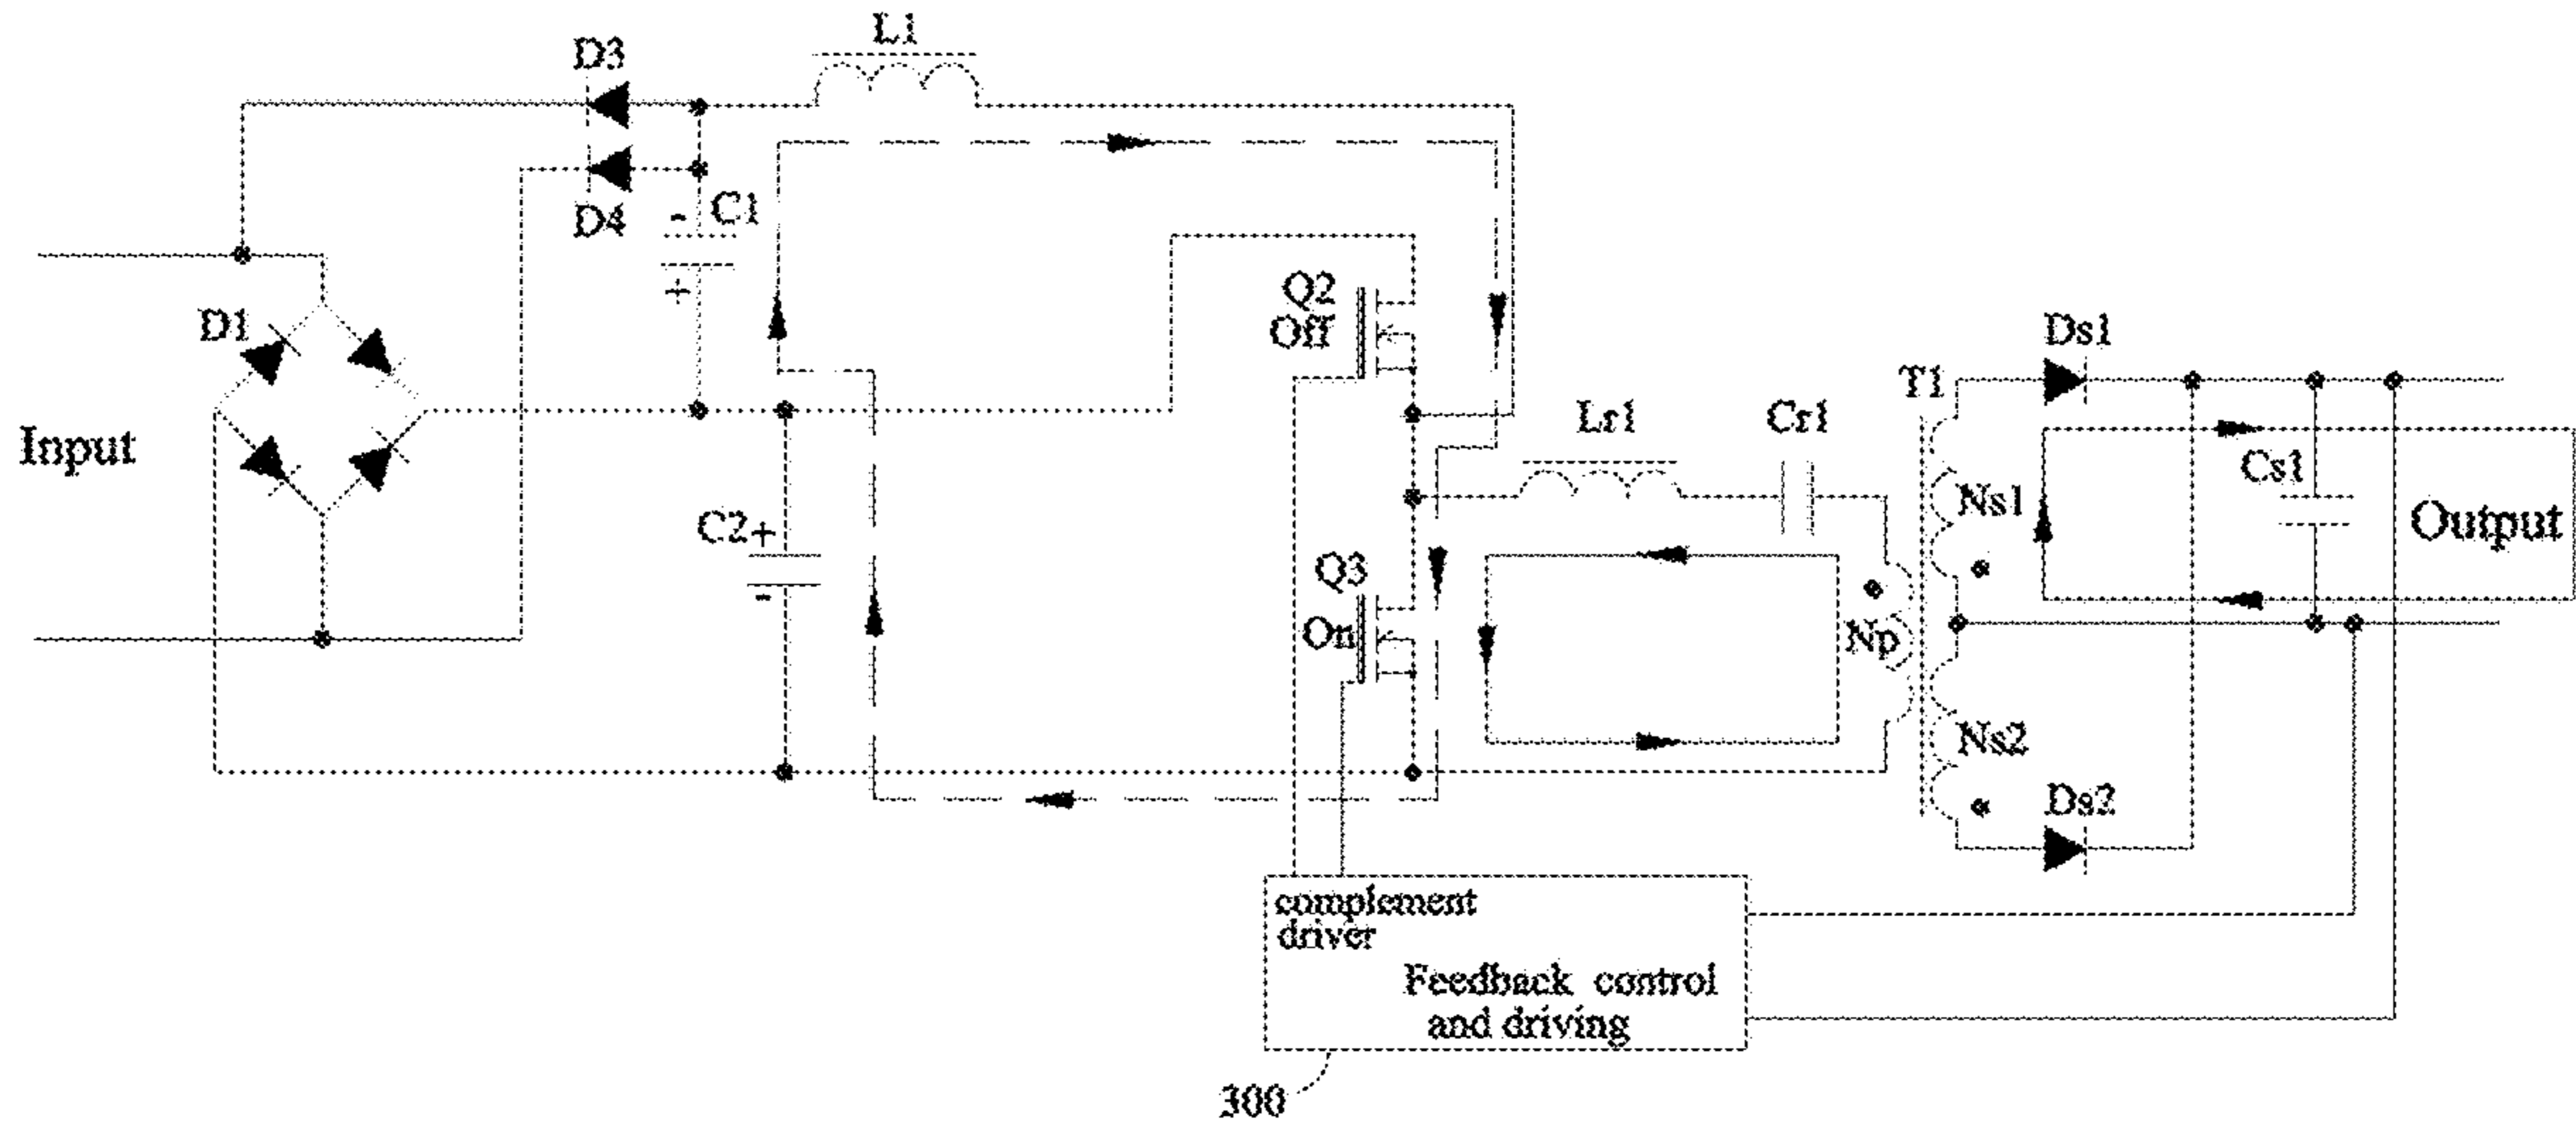 L1
D3
D4
- C1
+
D1
Q2
Off
Ds1
T1
Input
Lr1
Cr1
Cs1
Ns1
Output
C2+
-
Q3
On
Np
Ns2
Ds2
complement
driver
Feedback control
and driving
300